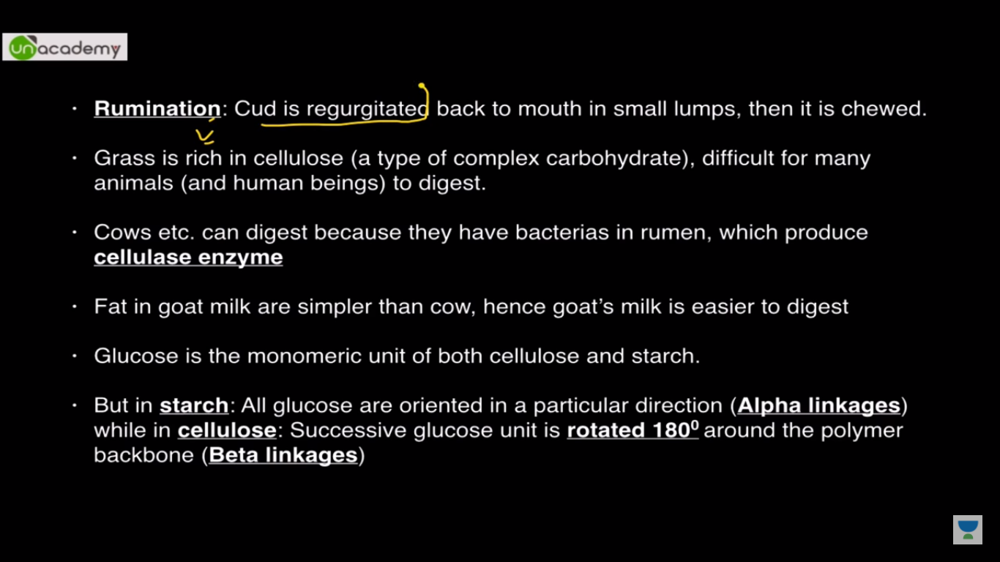 unacademy
· Rumination: Cud is regurgitated back to mouth in small lumps, then it is chewed.
· Grass is rich in cellulose (a type of complex carbohydrate), difficult for many
animals (and human beings) to digest.
· Cows etc. can digest because they have bacterias in rumen, which produce
cellulase enzyme
· Fat in goat milk are simpler than cow, hence goat’s milk is easier to digest
· Glucose is the monomeric unit of both cellulose and starch.
· But in starch: All glucose are oriented in a particular direction (Alpha linkages)
while in cellulose: Successive glucose unit is rotated 180⁰ around the polymer
backbone (Beta linkages)